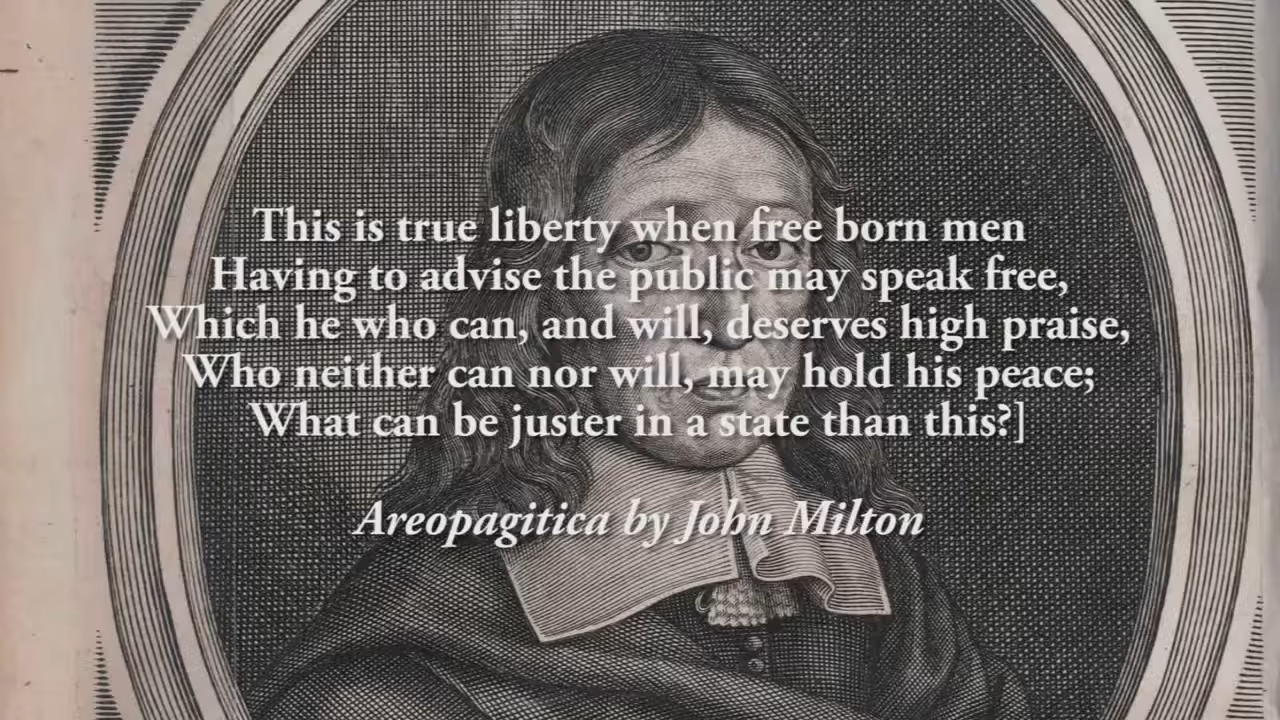 This is true liberty when free born men
Having to advise the public may speak free,
Which he who can, and will, deserves high praise,
Who neither can nor will, may hold his peace;
What can be juster in a state than this?]
Areopagitica by John Milton